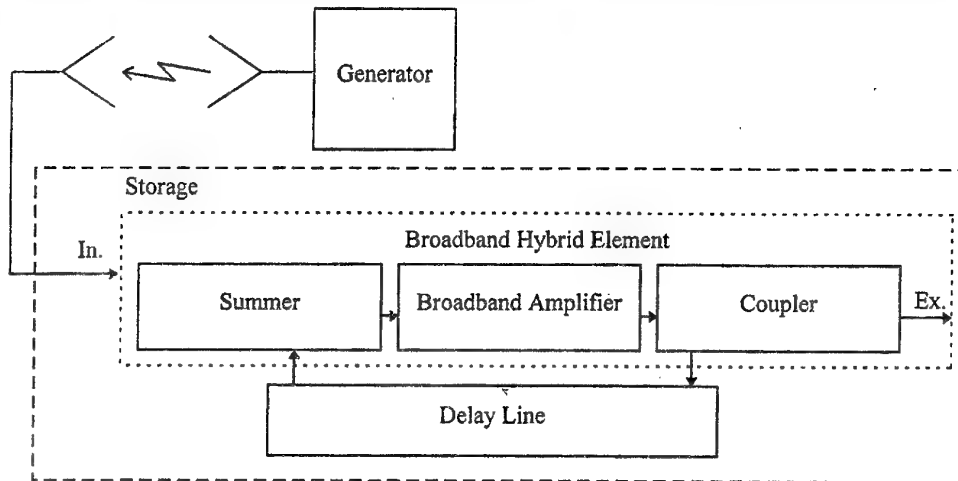 Generator
Storage
In.
Broadband Hybrid Element
Summer
Broadband Amplifier
Coupler
Ex.
Delay Line